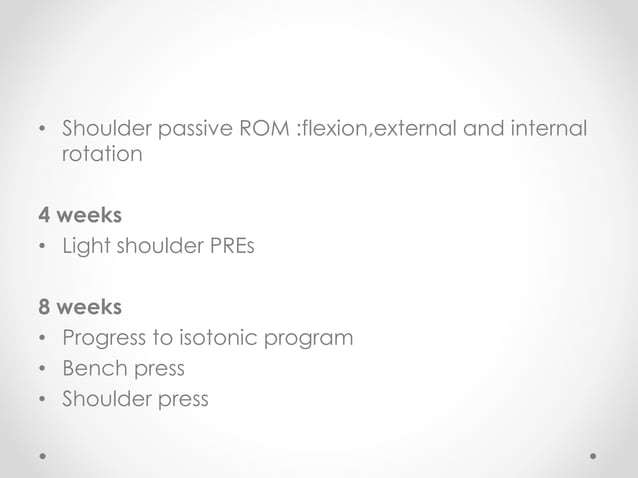 • Shoulder passive ROM :flexion,external and internal
rotation
4 weeks
• Light shoulder PREs
8 weeks
• Progress to isotonic program
• Bench press
• Shoulder press